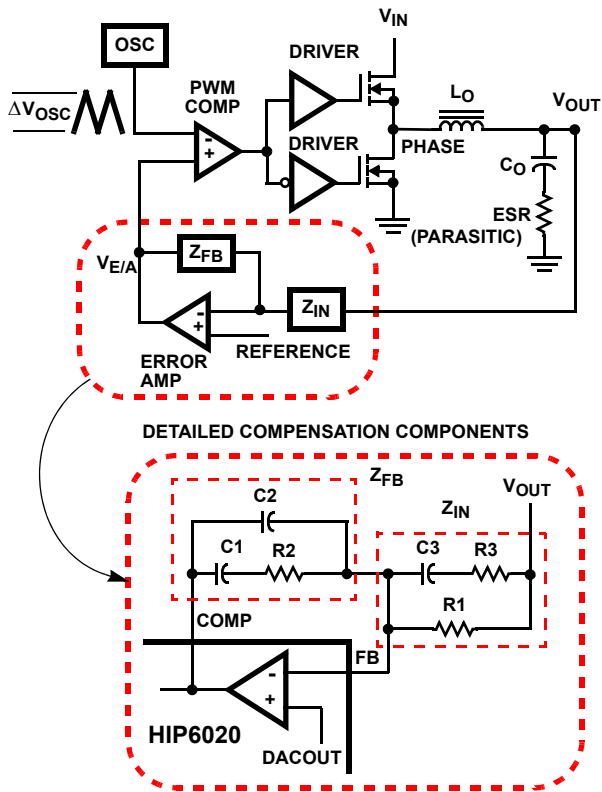 OSC
ΔVOSC
PWM
COMP
-
+
DRIVER
DRIVER
VIN
LO
VOUT
PHASE
CO
ESR
(PARASITIC)
VE/A
ZFB
-
+
ZIN
REFERENCE
ERROR
AMP
DETAILED COMPENSATION COMPONENTS
ZFB
C2
C1
R2
ZIN
VOUT
C3
R3
R1
COMP
FB
-
+
HIP6020
DACOUT